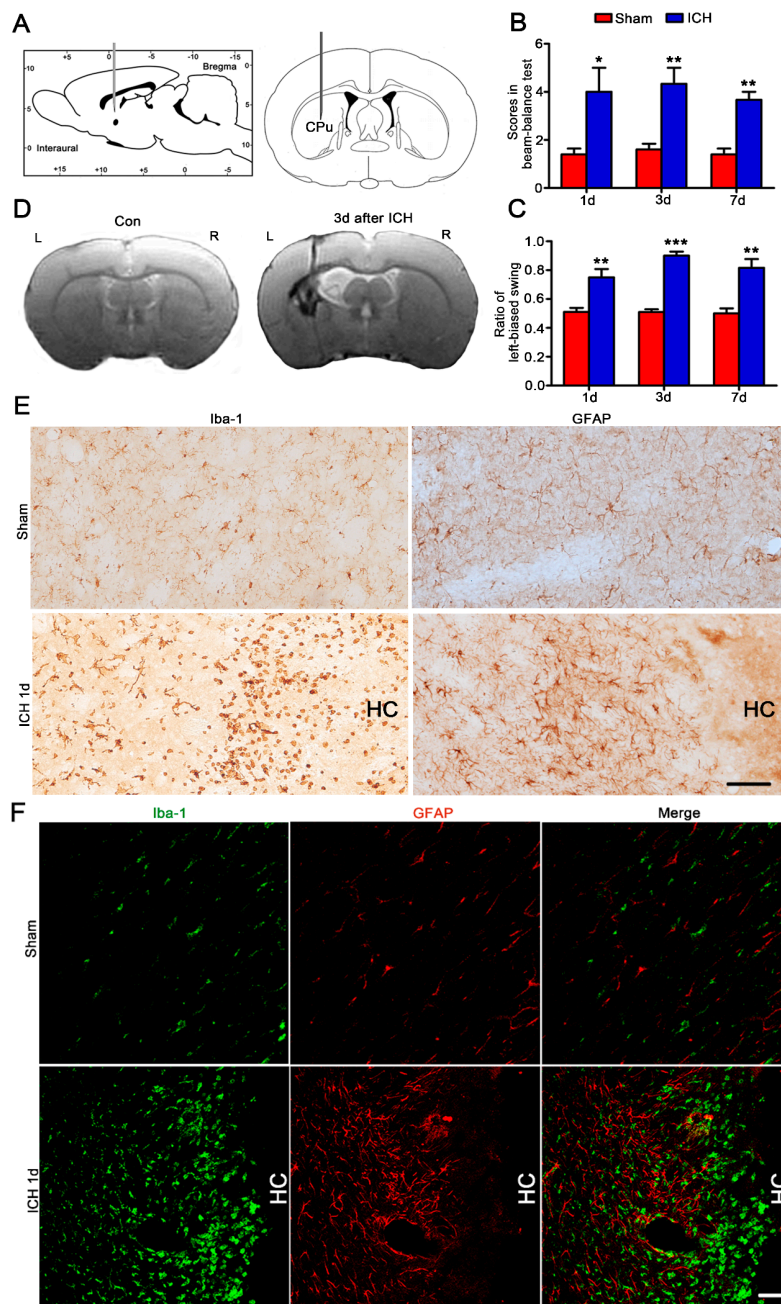 A
+5 0 -5 -10 -15
10 0
Bregma
5 5
0 10
Interaural
+15 +10 +5 0 -5
CPu
B
Sham ICH
Scores in
beam-balance test
6
4
2
0
* ** **
1d 3d 7d
C
Ratio of
left-biased swing
1.0
0.8
0.6
0.4
0.2
0.0
** *** **
1d 3d 7d
D
Con 3d after ICH
L R L R
E
Iba-1 GFAP
Sham
ICH 1d
HC HC
F
Iba-1 GFAP Merge
Sham
ICH 1d
HC HC HC